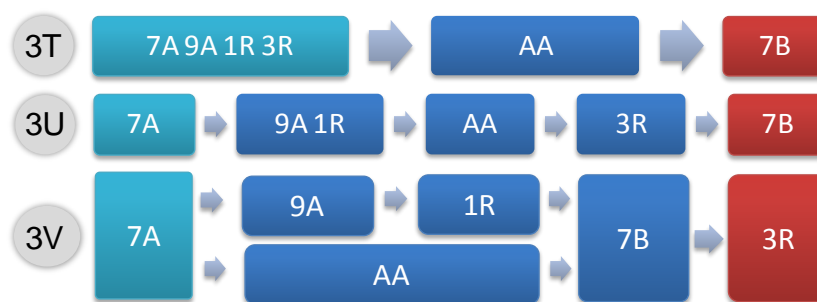 3T 7A 9A 1R 3R AA 7B
3U 7A 9A 1R AA 3R 7B
9A 1R
3V 7A 7B 3R
AA